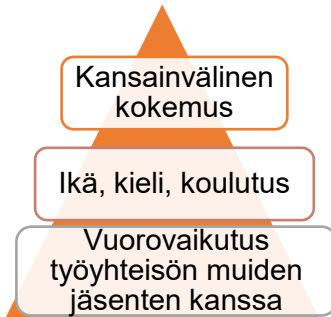 Kansainvälinen
kokemus
Ikä, kieli, koulutus
Vuorovaikutus
työyhteisön muiden
jäsenten kanssa